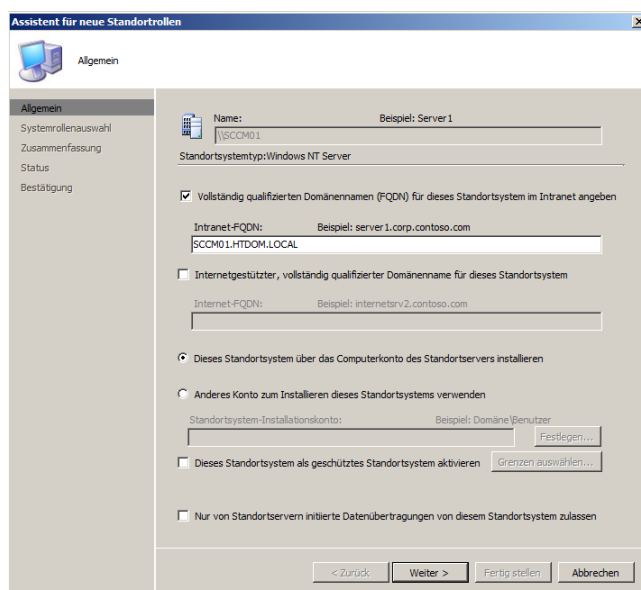 Assistent für neue Standortrollen
Allgemein
Allgemein
Systemrollenauswahl
Zusammenfassung
Status
Bestätigung
Name: Beispiel: Server1
\\SCCM01
Standortsystemtyp:Windows NT Server
Vollständig qualifizierten Domänennamen (FQDN) für dieses Standortsystem im Intranet angeben
Intranet-FQDN: Beispiel: server1.corp.contoso.com
SCCM01.HTDOM.LOCAL
Internetgestützter, vollständig qualifizierter Domänenname für dieses Standortsystem
Internet-FQDN: Beispiel: internetsrv2.contoso.com
Dieses Standortsystem über das Computerkonto des Standortservers installieren
Anderes Konto zum Installieren dieses Standortsystems verwenden
Standortsystem-Installationskonto: Beispiel: Domäne\Benutzer
Festlegen...
Dieses Standortsystem als geschütztes Standortsystem aktivieren Grenzen auswählen...
Nur von Standortservern initiierte Datenübertragungen von diesem Standortsystem zulassen
< Zurück Weiter > Fertig stellen Abbrechen